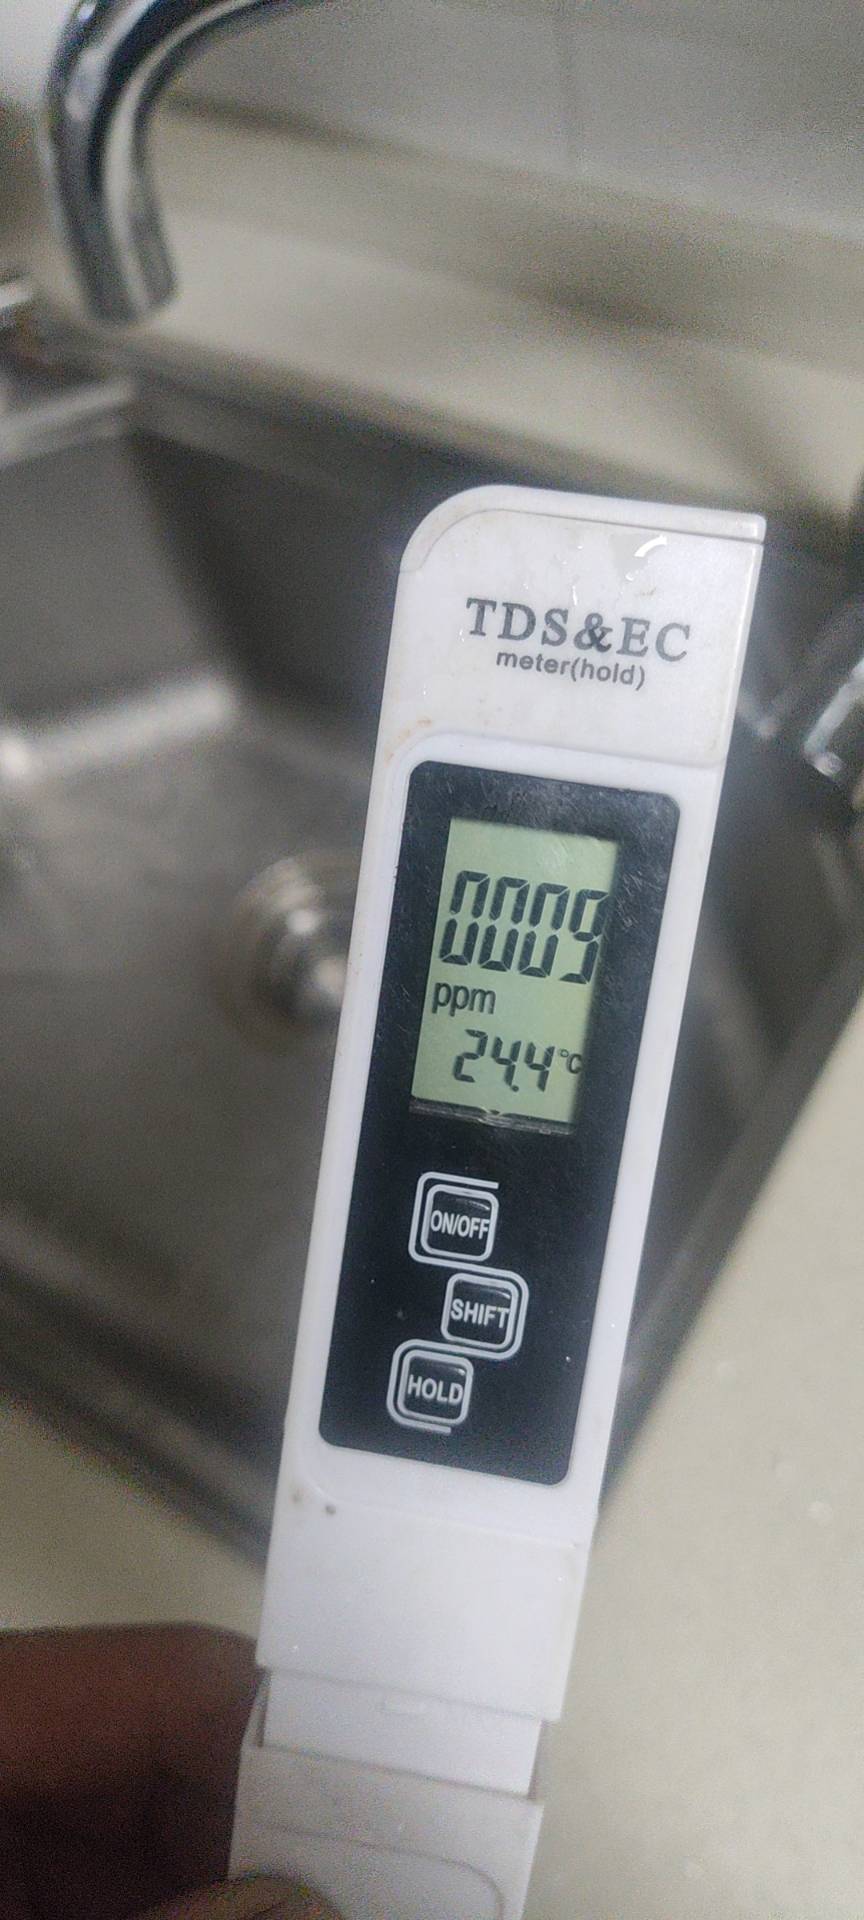 TDS&EC
meter(hold)
0009
ppm
24.4°C
ON/OFF
SHIFT
HOLD